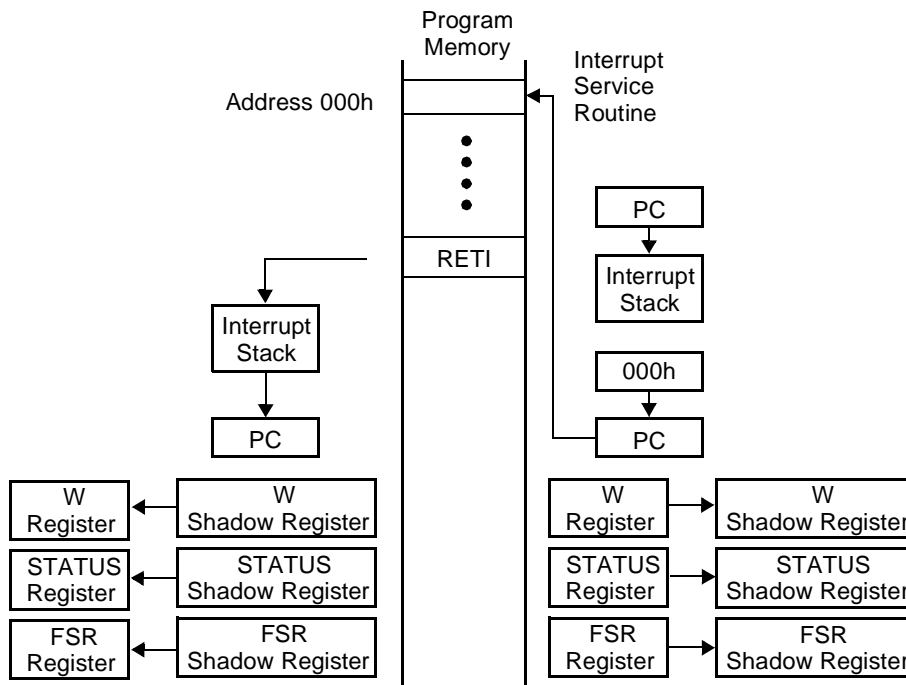 Program
Memory
Address 000h
Interrupt
Service
Routine
RETI
Interrupt
Stack
PC
PC
Interrupt
Stack
000h
PC
W
Register
W
Shadow Register
STATUS
Register
STATUS
Shadow Register
FSR
Register
FSR
Shadow Register
W
Register
W
Shadow Register
STATUS
Register
STATUS
Shadow Register
FSR
Register
FSR
Shadow Register